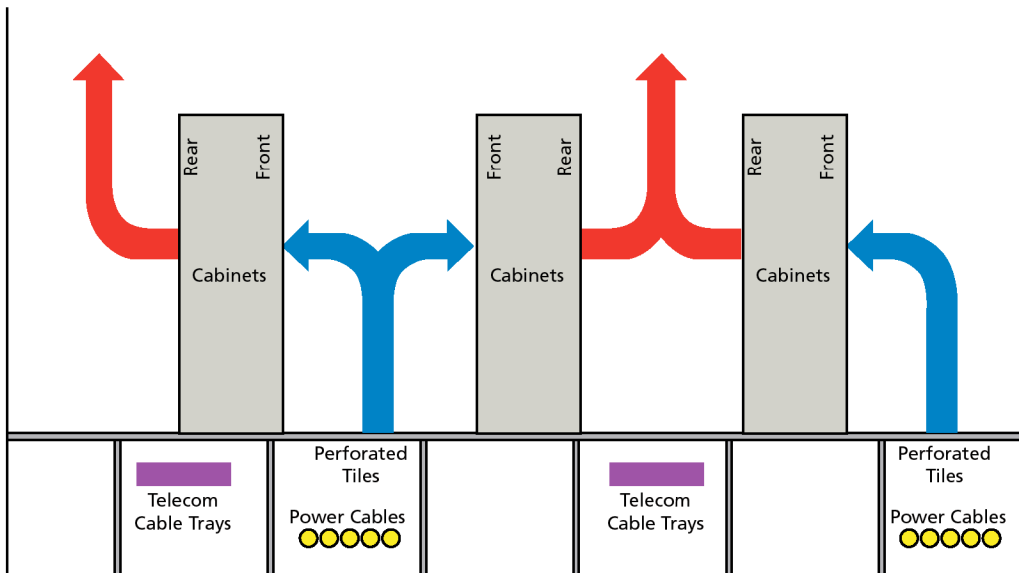 Rear
Front
Front
Rear
Rear
Front
Cabinets
Cabinets
Cabinets
Perforated
Tiles
Perforated
Tiles
Telecom
Cable Trays
Power Cables
Telecom
Cable Trays
Power Cables